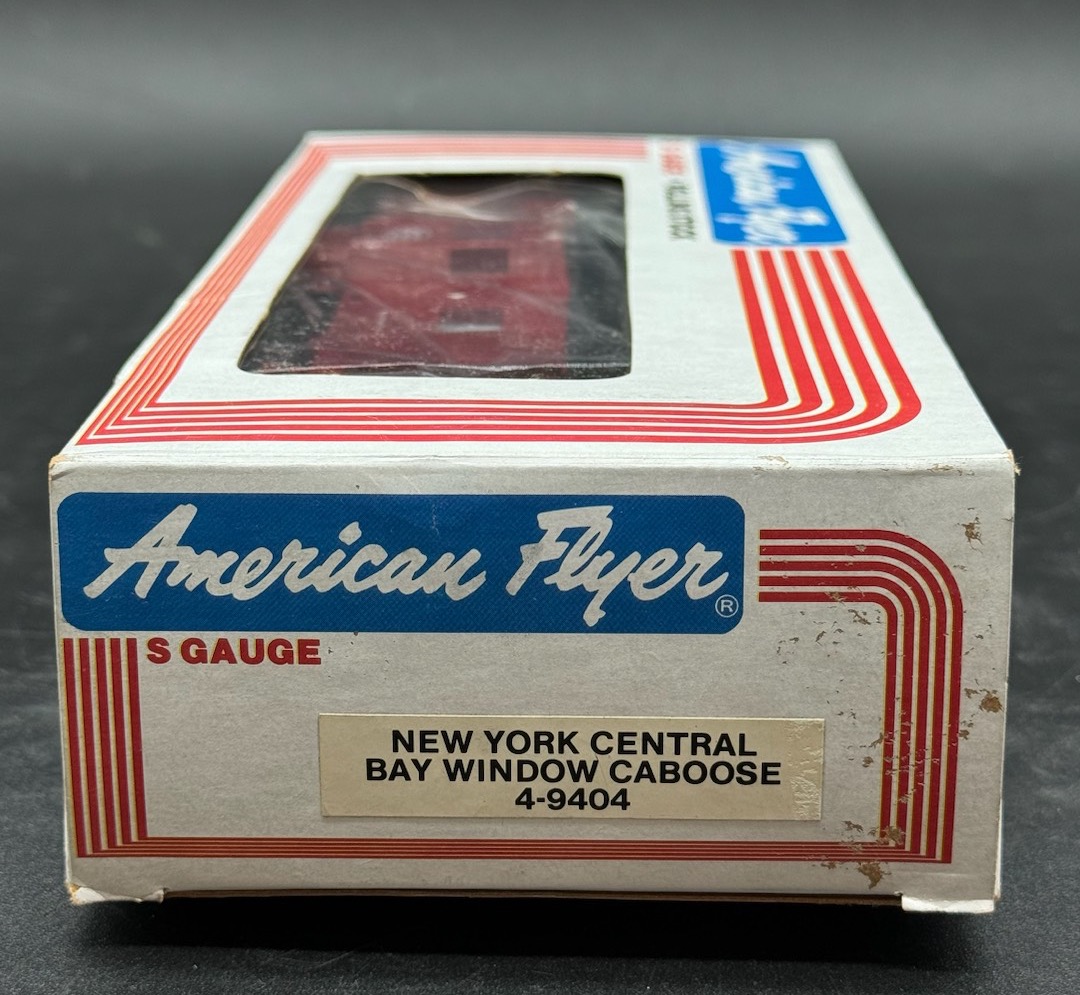 American Flyer
American Flyer®
S GAUGE
NEW YORK CENTRAL
BAY WINDOW CABOOSE
4-9404